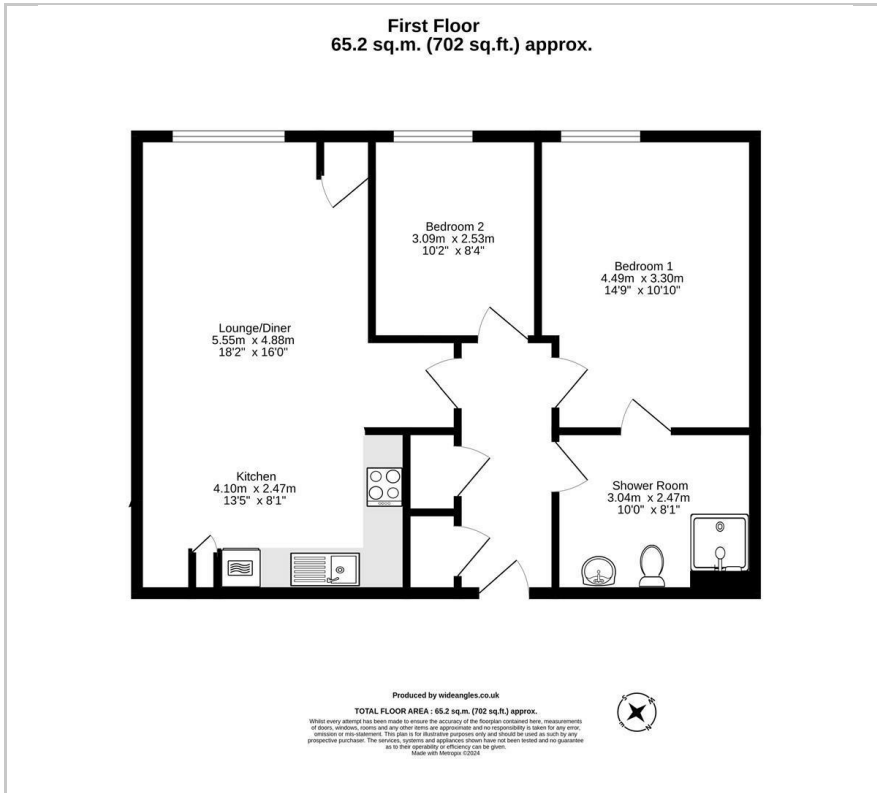 First Floor
65.2 sq.m. (702 sq.ft.) approx.
Bedroom 2
3.09m x 2.53m
10'2" x 8'4"
Bedroom 1
4.49m x 3.30m
14'9" x 10'10"
Lounge/Diner
5.55m x 4.88m
18'2" x 16'0"
Kitchen
4.10m x 2.47m
13'5" x 8'1"
Shower Room
3.04m x 2.47m
10'0" x 8'1"
Produced by wideangles.co.uk
TOTAL FLOOR AREA : 65.2 sq.m. (702 sq.ft.) approx.
Whilst every attempt has been made to ensure the accuracy of the floorplan contained here, measurements
of doors, windows, rooms and any other items are approximate and no responsibility is taken for any error,
omission or mis-statement. This plan is for illustrative purposes only and should be used as such by any
prospective purchaser. The services, systems and appliances shown have not been tested and no guarantee
as to their operability or efficiency can be given.
Made with Metropix ©2024
S
W
E
N